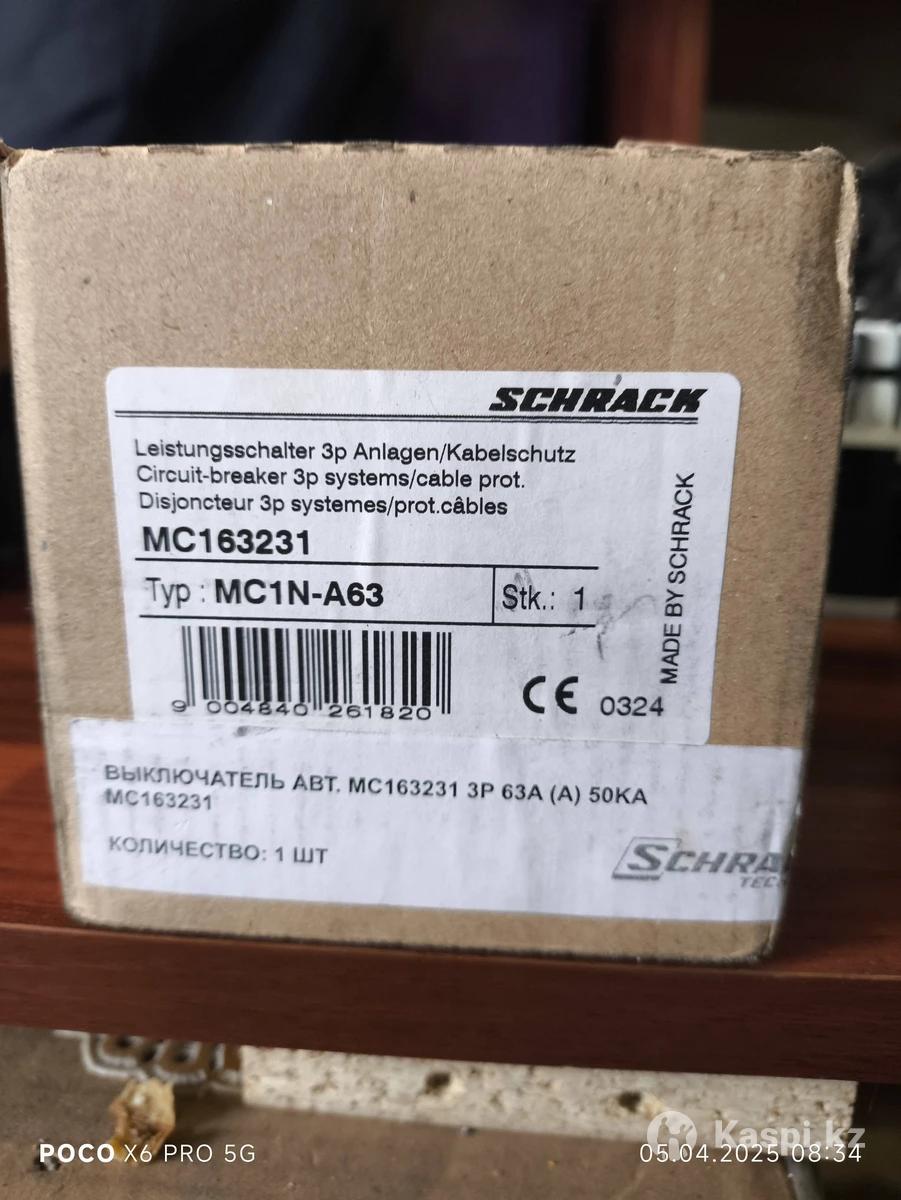 SCHRACK
Leistungsschalter 3p Anlagen/Kabelschutz
Circuit-breaker 3p systems/cable prot.
Disjoncteur 3p systemes/prot.câbles
MC163231
Typ : MC1N-A63
Stk.: 1
MADE BY SCHRACK
9 004840 261820
CE 0324
ВЫКЛЮЧАТЕЛЬ АВТ. MC163231 3P 63A (A) 50KA
MC163231
КОЛИЧЕСТВО: 1 ШТ
SCHRA
TEC
POCO X6 PRO 5G
Kaspi.kz
05.04.2025 08:34